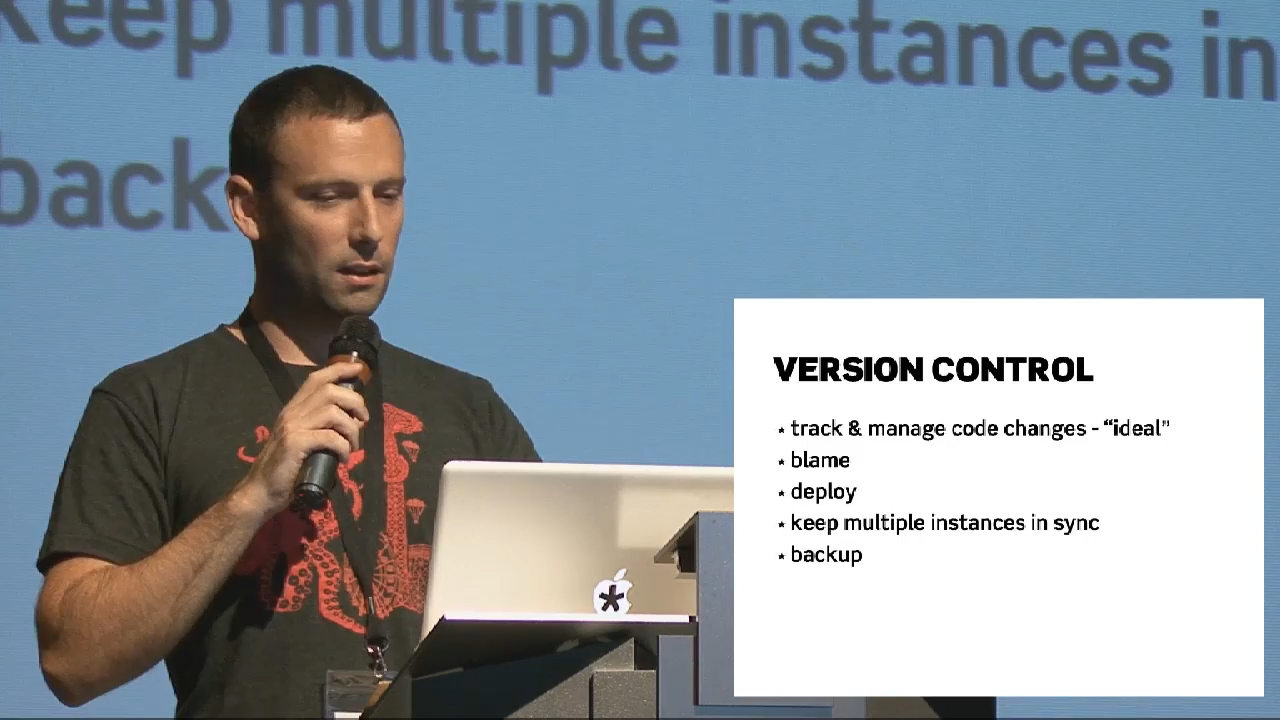 keep multiple instances in
back
VERSION CONTROL
* track & manage code changes - “ideal”
* blame
* deploy
* keep multiple instances in sync
* backup